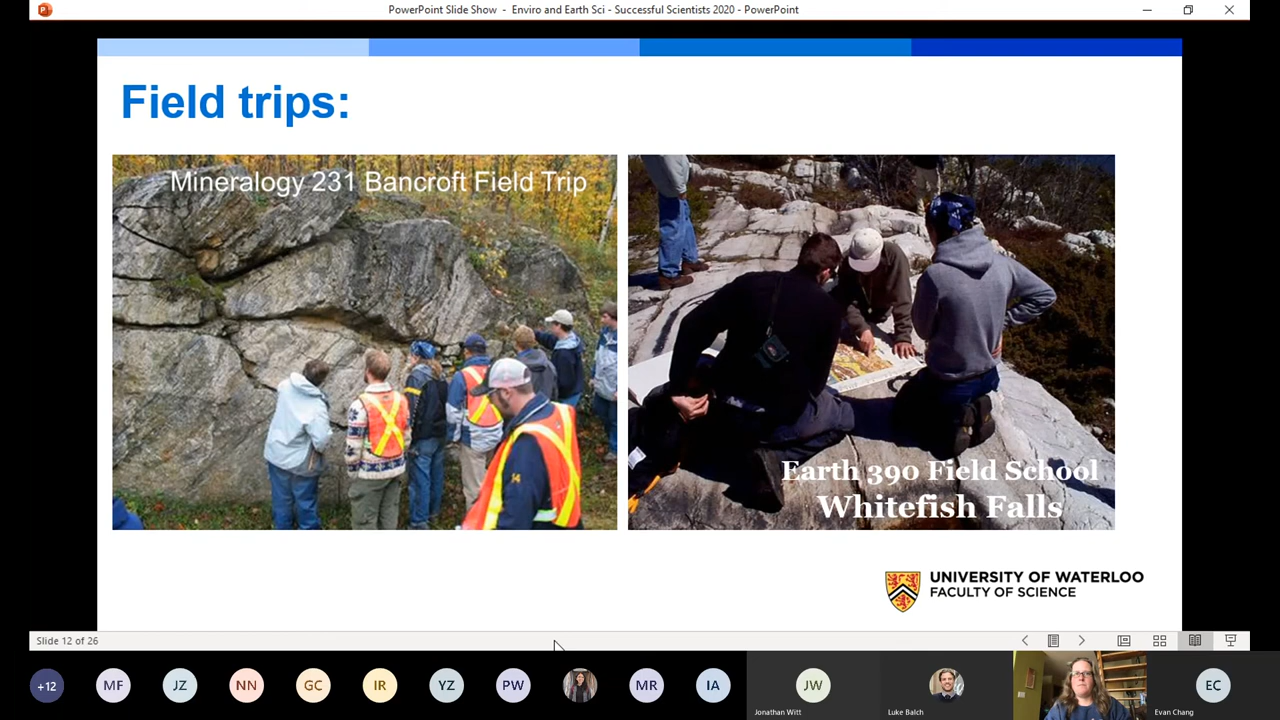 PowerPoint Slide Show - Enviro and Earth Sci - Successful Scientists 2020 - PowerPoint
Field trips:
Mineralogy 231 Bancroft Field Trip
Earth 390 Field School
Whitefish Falls
UNIVERSITY OF WATERLOO
FACULTY OF SCIENCE
Slide 12 of 26
+12
MF
JZ
NN
GC
IR
YZ
PW
MR
IA
JW
Jonathan Witt
Luke Balch
EC
Evan Chang